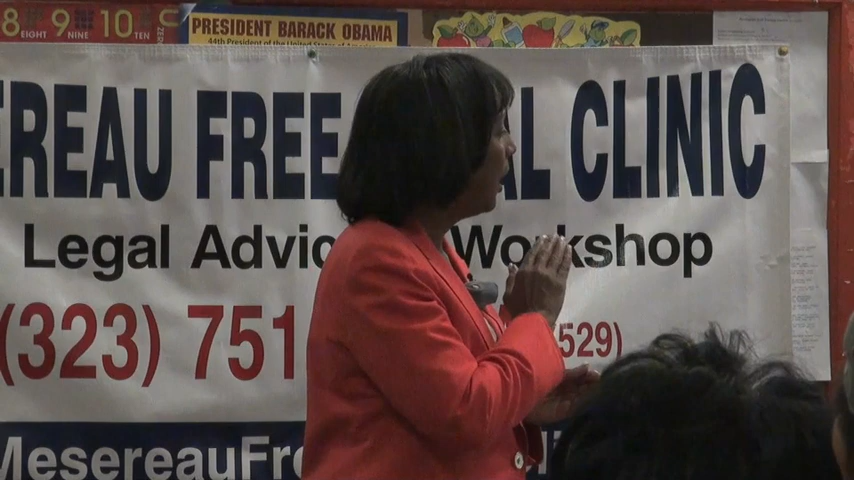 8 9 10
EIGHT NINE TEN ZERO
PRESIDENT BARACK OBAMA
44th President of the United States of America
EREAU FREE AL CLINIC
Legal Advic Workshop
(323) 751 529)
MesereauFre